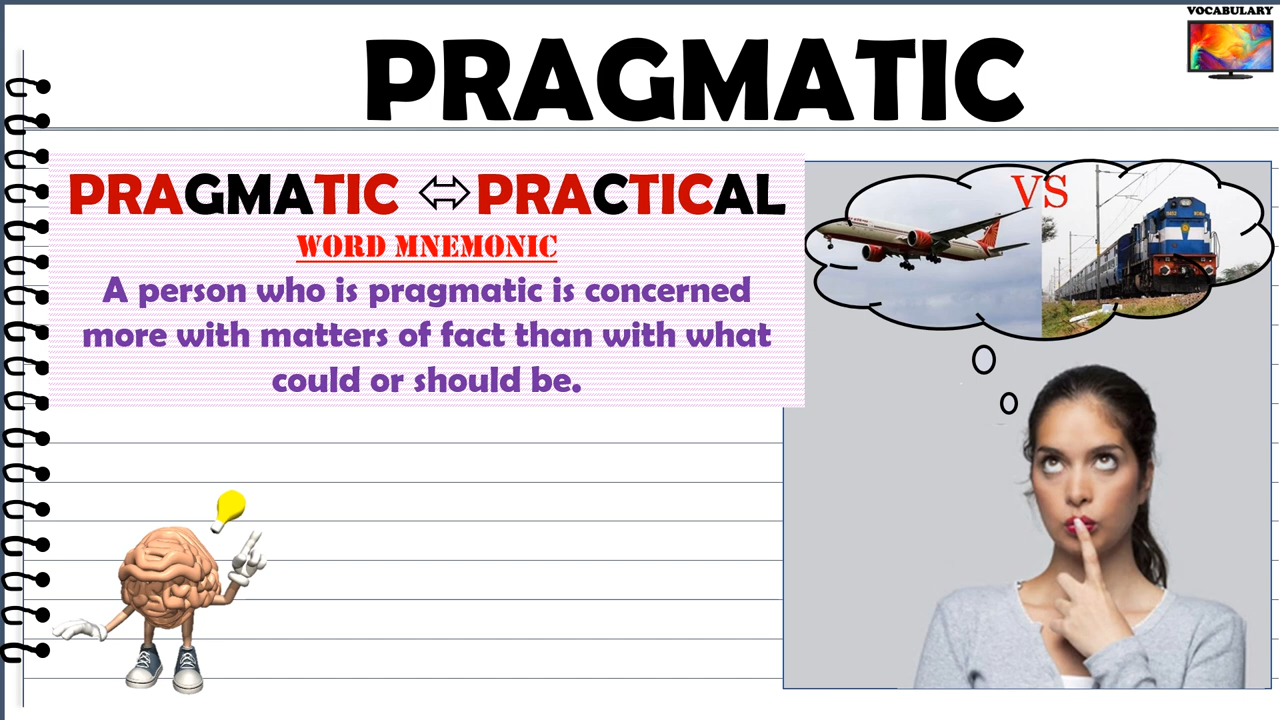 VOCABULARY
PRAGMATIC
PRAGMATIC ⇔ PRACTICAL
WORD MNEMONIC
A person who is pragmatic is concerned
more with matters of fact than with what
could or should be.
VS